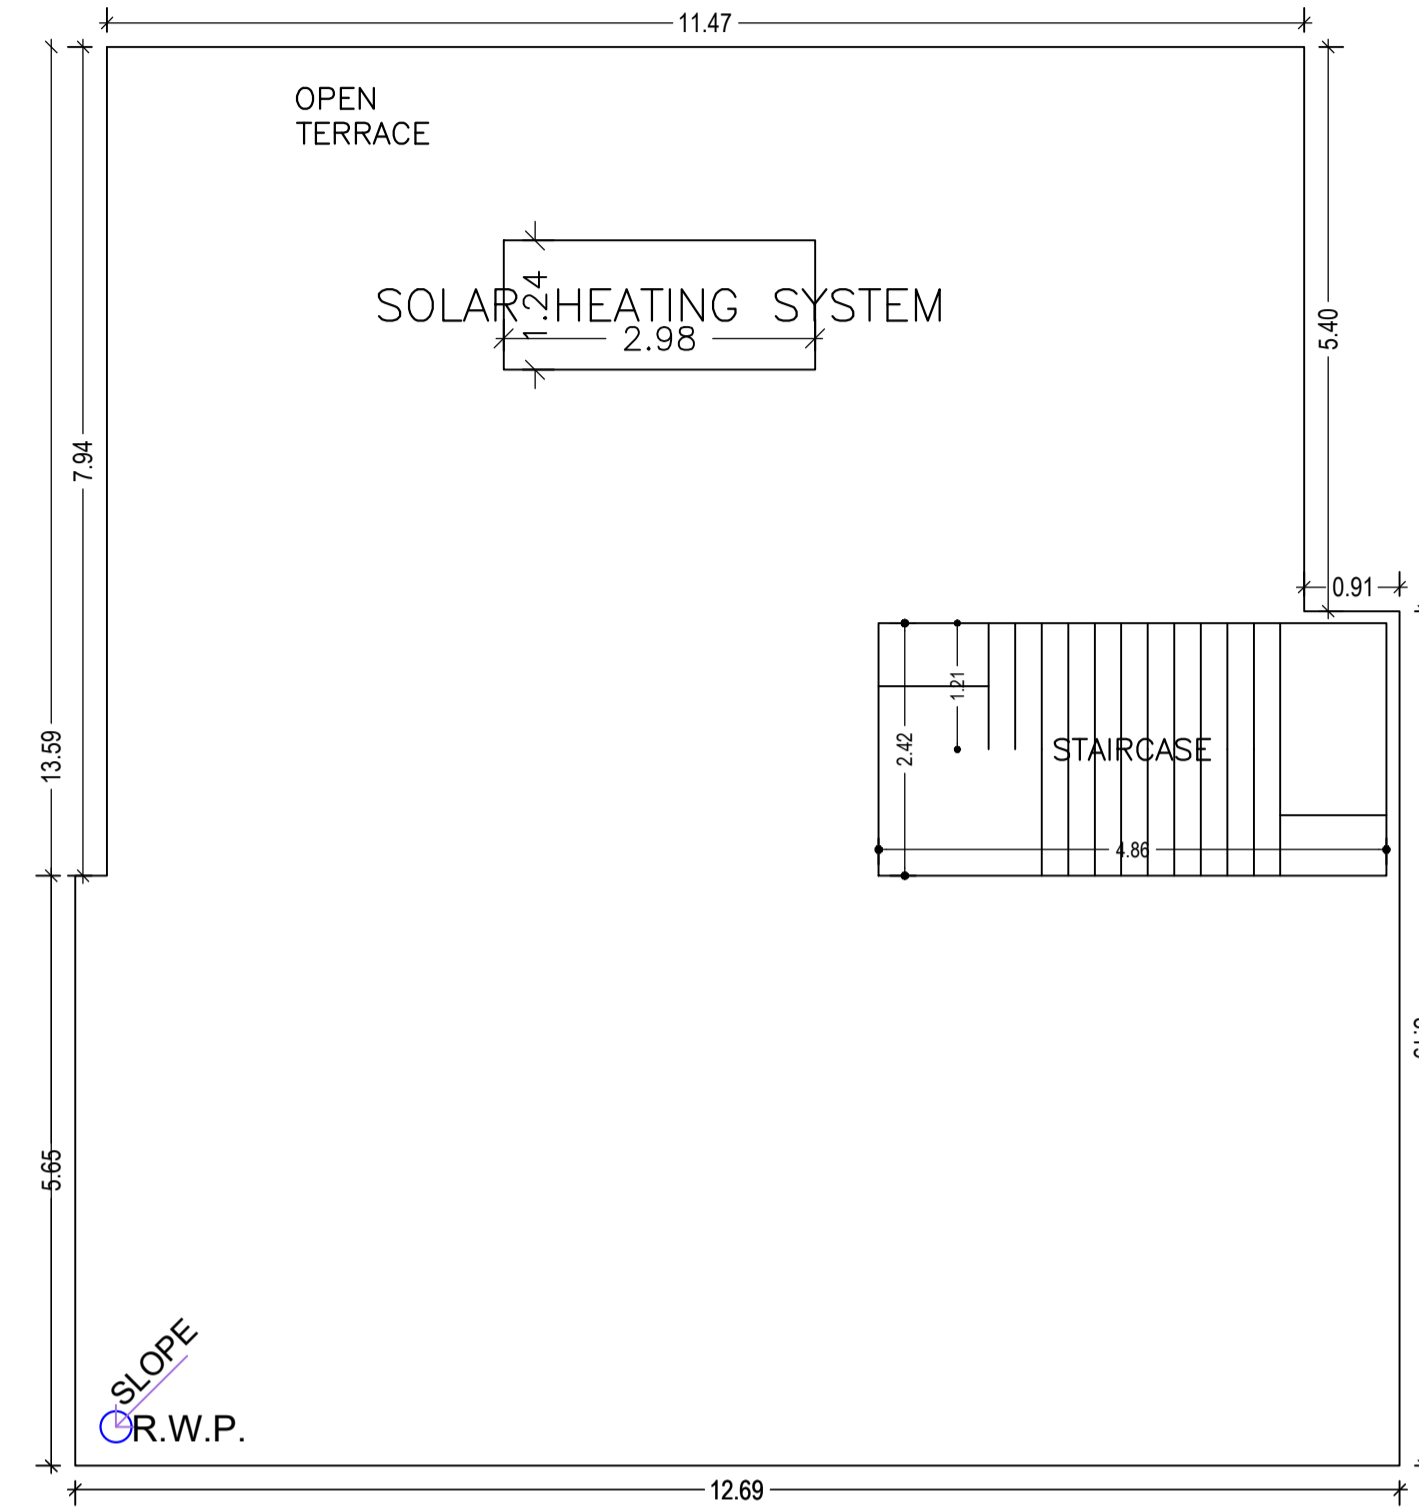 11.47
OPEN
TERRACE
1.24
SOLAR HEATING SYSTEM
2.98
5.40
7.94
0.91
1.21
2.42
13.59
STAIRCASE
4.86
5.65
SLOPE
R.W.P.
12.69